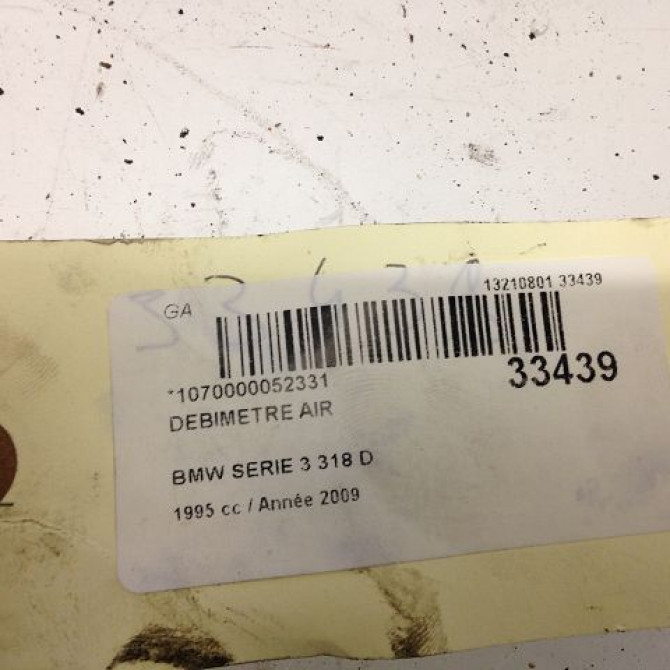 GA
13210801 33439
*1070000052331
33439
DEBIMETRE AIR
BMW SERIE 3 318 D
1995 cc / Année 2009